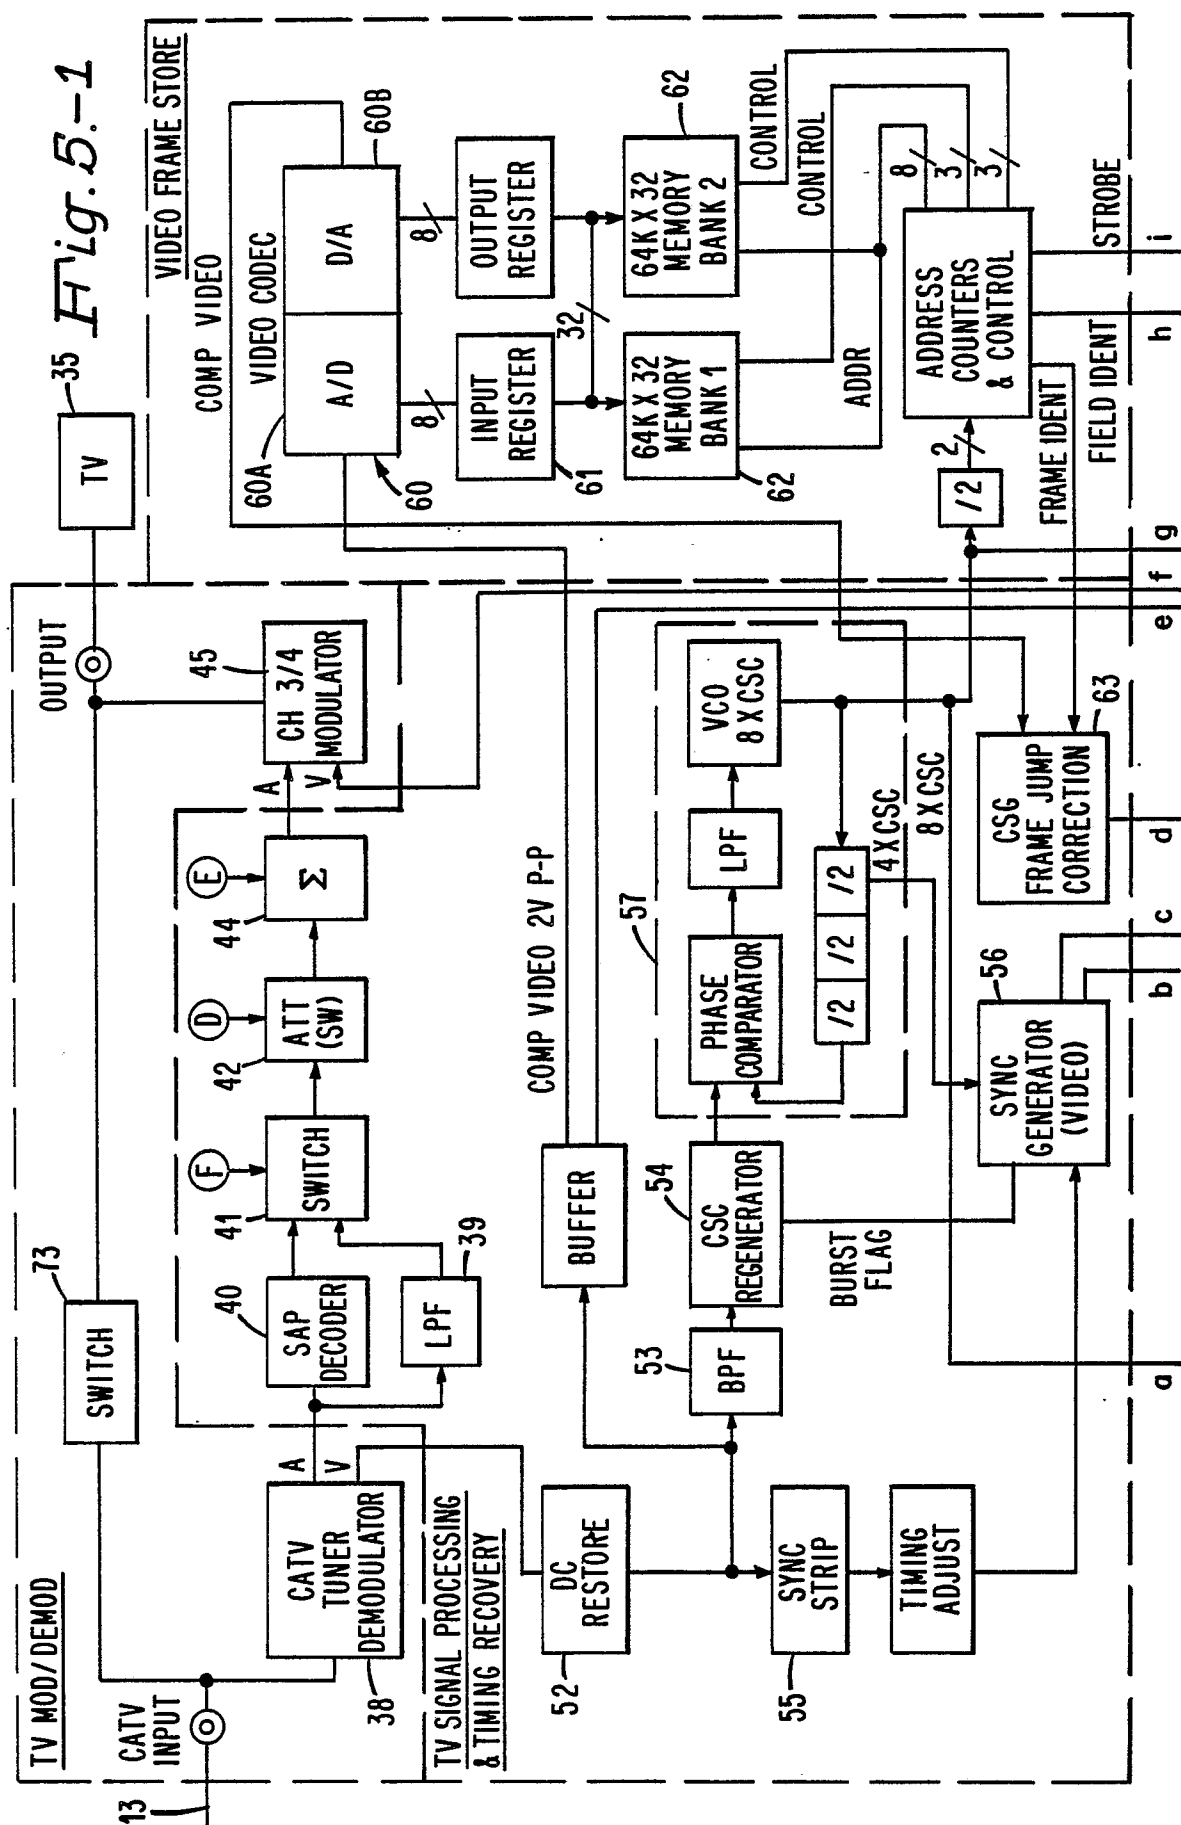 Fig. 5.-1
TV MOD/DEMOD
CATV
INPUT
13
73
SWITCH
OUTPUT
35
TV
CATV
TUNER
DEMODULATOR
38
A
V
40
SAP
DECODER
LPF
39
F
41
SWITCH
D
42
ATT
(SW)
E
44
Σ
A
V
45
CH 3/4
MODULATOR
TV SIGNAL PROCESSING
& TIMING RECOVERY
52
DC
RESTORE
55
SYNC
STRIP
TIMING
ADJUST
53
BPF
BUFFER
COMP VIDEO 2V P-P
54
CSC
REGENERATOR
BURST
FLAG
57
PHASE
COMPARATOR
LPF
VCO
8 X CSC
/2
/2
/2
4 X CSC
8 X CSC
56
SYNC
GENERATOR
(VIDEO)
63
CSG
FRAME JUMP
CORRECTION
VIDEO FRAME STORE
COMP VIDEO
VIDEO CODEC
60A
60B
60
A/D
D/A
8
8
INPUT
REGISTER
61
OUTPUT
REGISTER
32
64K X 32
MEMORY
BANK 1
62
64K X 32
MEMORY
BANK 2
62
CONTROL
CONTROL
ADDR
8
3
3
/2
2
ADDRESS
COUNTERS
& CONTROL
FRAME IDENT
FIELD IDENT
STROBE
a
b
c
d
e
f
g
h
i